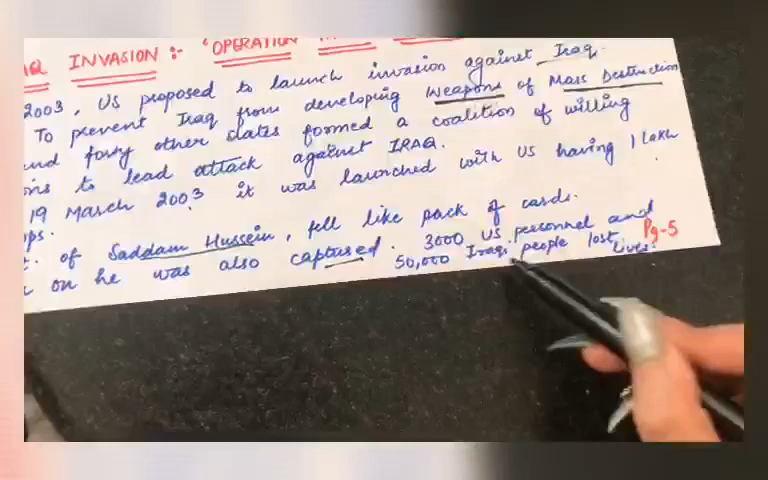 INVASION :- "OPERATION
2003, US proposed to launch invasion against Iraq.
To prevent Iraq from developing Weapons of Mass Destruction
and forty other states formed a coalition of willing
to lead attack against IRAQ.
19 March 2003 it was launched with US having 1 lakh
of Saddam Hussein, fell like pack of cards.
on he was also captured. 3000 US personnel and
50,000 Iraqi people lost lives.
Pg-5